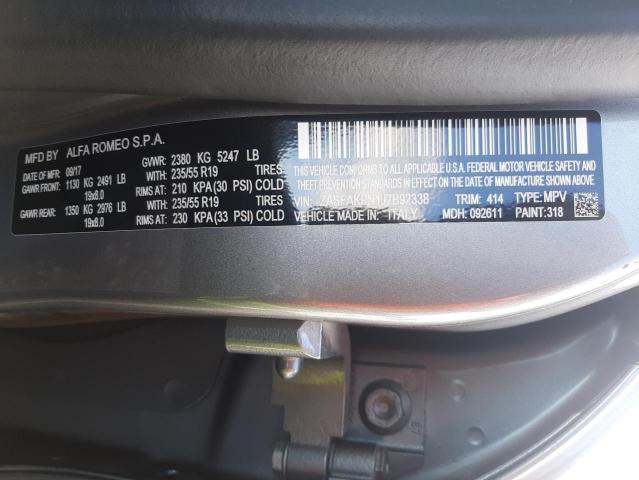 MFD BY ALFA ROMEO S.P.A.
DATE OF MFR 09/17 GVWR: 2380 KG 5247 LB
GAWR FRONT: 1130 KG 2491 LB WITH TIRES 235/55 R19
19x8.0 RIMS AT 210 KPA(30 PSI) COLD
GAWR REAR: 1350 KG 2976 LB WITH TIRES 235/55 R19
19x8.0 RIMS AT 230 KPA(33 PSI) COLD
THIS VEHICLE CONFORMS TO ALL APPLICABLE U.S.A. FEDERAL MOTOR VEHICLE SAFETY AND
THEFT PREVENTION STANDARDS IN EFFECT ON THE DATE OF MANUFACTURE SHOWN ABOVE.
VIN: TYPE: MPV
MADE IN: ITALY TRIM: 414
MDH: 092611 PAINT: 318